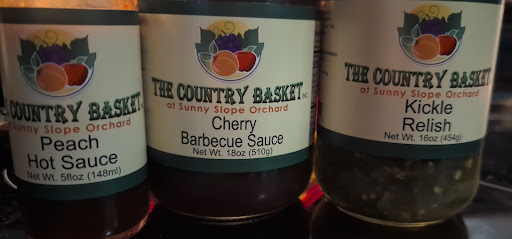 COUNTRY BASKET
Sunny Slope Orchard
Peach
Hot Sauce
Net Wt. 5floz (148ml)
THE COUNTRY BASKET INC
at Sunny Slope Orchard
Cherry
Barbecue Sauce
Net Wt. 18oz (510g)
THE COUNTRY BASKET
at Sunny Slope Orchard
Kickle
Relish
Net Wt. 16oz (454g)